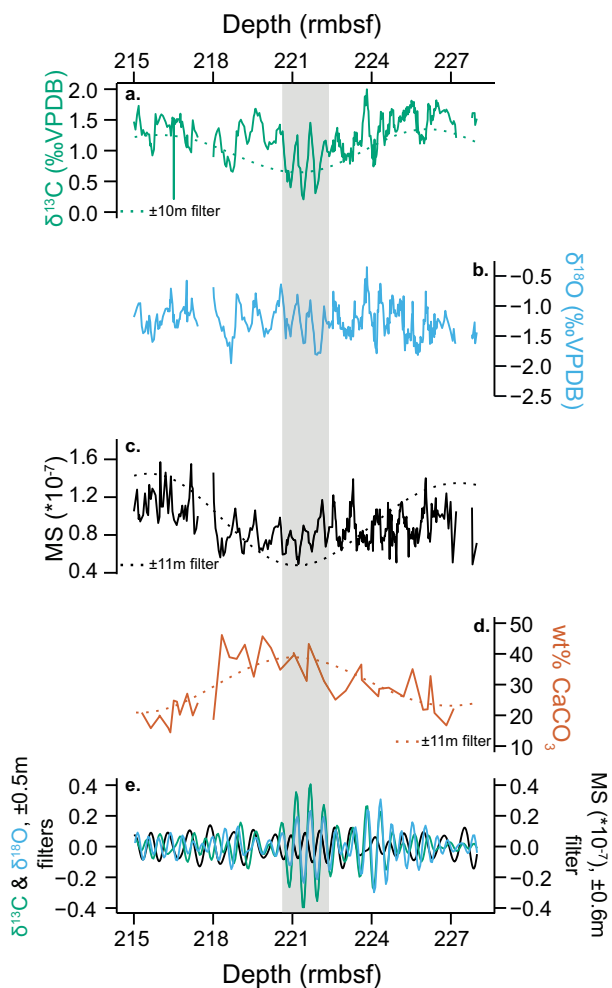 Depth (rmbsf)
215 218 221 224 227
a.
2.0
1.5
1.0
0.5
0.0
δ¹³C (‰VPDB)
±10m filter
b.
−0.5
−1.0
−1.5
−2.0
−2.5
δ¹⁸O (‰VPDB)
c.
1.6
1.2
0.8
0.4
MS (*10⁻⁷)
±11m filter
d.
50
40
30
20
10
wt% CaCO₃
±11m filter
e.
0.4
0.2
0.0
−0.2
−0.4
δ¹³C & δ¹⁸O, ±0.5m
filters
0.4
0.2
0.0
−0.2
−0.4
MS (*10⁻⁷), ±0.6m
filter
215 218 221 224 227
Depth (rmbsf)